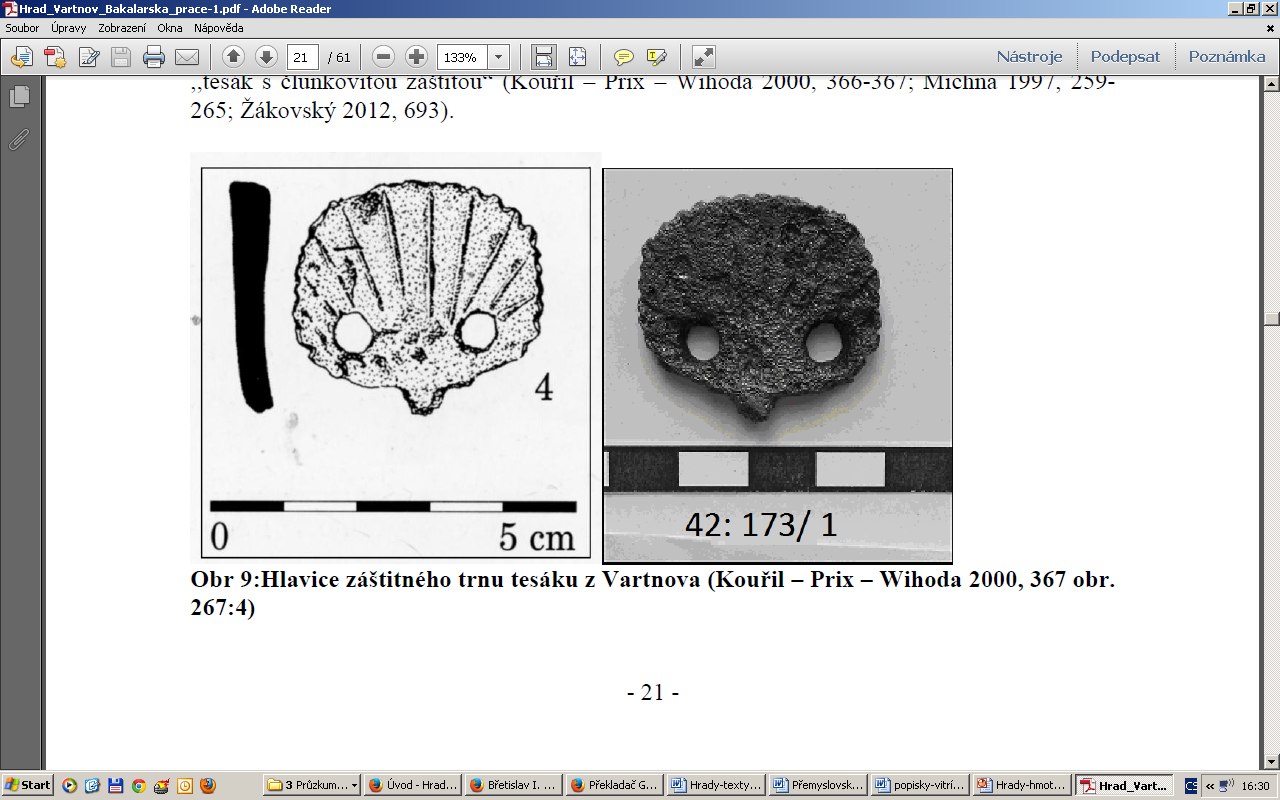 Hrad_Vartnov_Bakalarska_prace-1.pdf - Adobe Reader
Soubor Úpravy Zobrazení Okna Nápověda
21 / 61 133% Nástroje Podepsat Poznámka
,,tesák s člunkovitou záštitou“ (Kouřil – Prix – Wihoda 2000, 366-367; Michna 1997, 259-
265; Žákovský 2012, 693).
4
0 5 cm
42: 173/ 1
Obr 9:Hlavice záštitného trnu tesáku z Vartnova (Kouřil – Prix – Wihoda 2000, 367 obr.
267:4)
- 21 -
Start 3 Průzkum... Úvod - Hrad... Břetislav I. ... Překladač G... Hrady-texty... Přemyslovsk... popisky-vitrí... Hrady-hmot... Hrad_Vart... CS 16:30